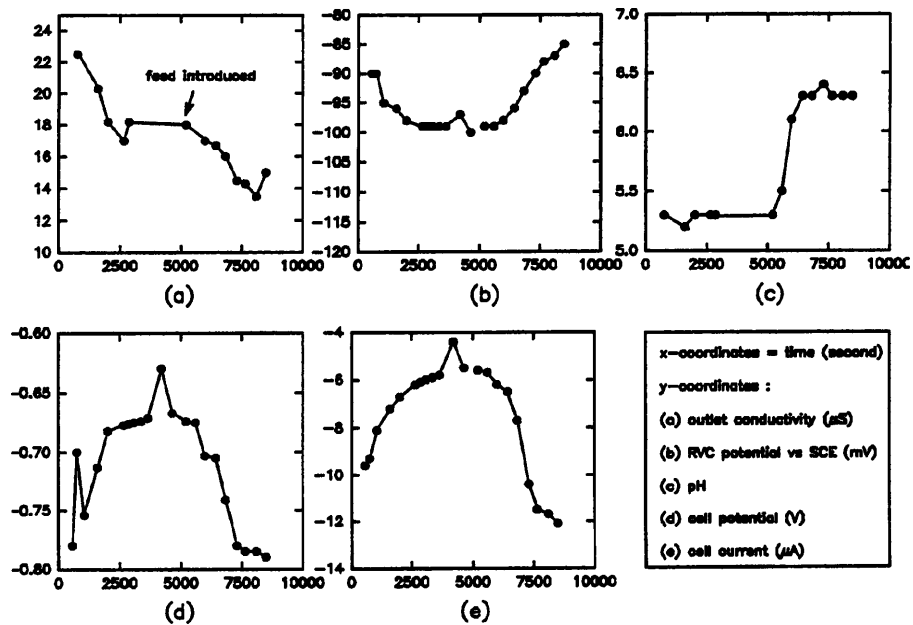 24
22
20
18
16
14
12
10
feed introduced
0 2500 5000 7500 10000
(a)
-80
-85
-90
-95
-100
-105
-110
-115
-120
0 2500 5000 7500 10000
(b)
7.0
6.5
6.0
5.5
5.0
0 2500 5000 7500 10000
(c)
-0.60
-0.65
-0.70
-0.75
-0.80
0 2500 5000 7500 10000
(d)
-4
-6
-8
-10
-12
-14
0 2500 5000 7500 10000
(e)
x-coordinates = time (second)
y-coordinates :
(a) outlet conductivity (μS)
(b) RVC potential vs SCE (mV)
(c) pH
(d) cell potential (V)
(e) cell current (μA)